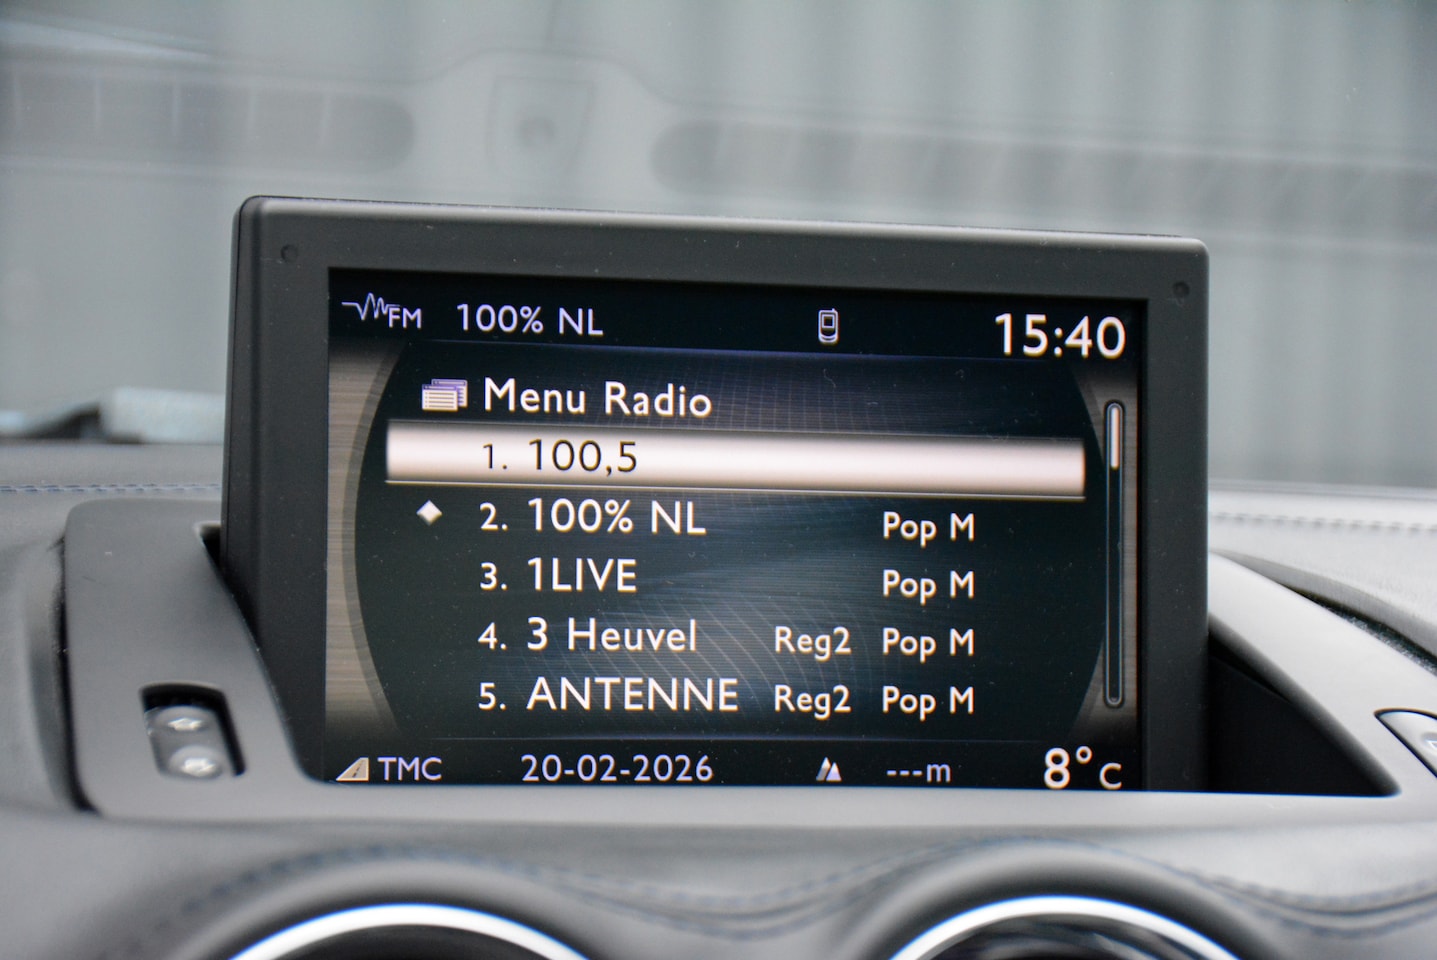 FM 100% NL 15:40
Menu Radio
1. 100,5
2. 100% NL Pop M
3. 1LIVE Pop M
4. 3 Heuvel Reg2 Pop M
5. ANTENNE Reg2 Pop M
TMC 20-02-2026 ---m 8°C